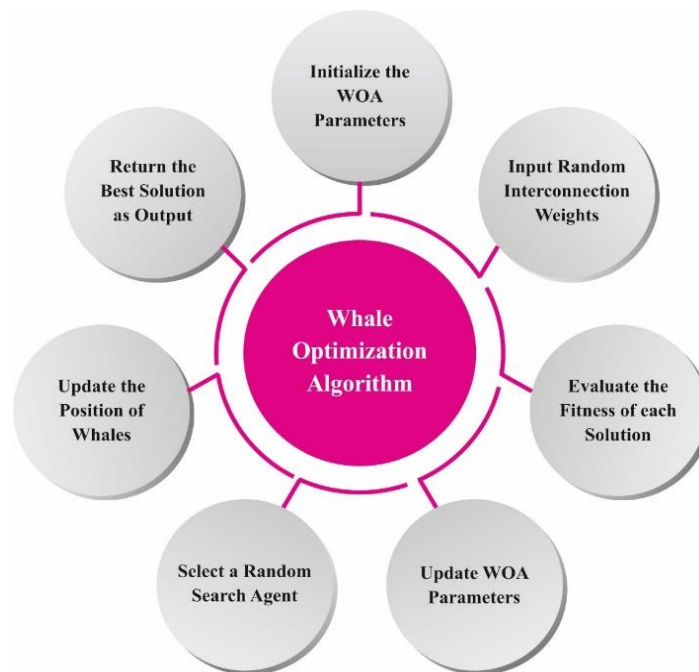 Initialize the
WOA
Parameters
Input Random
Interconnection
Weights
Evaluate the
Fitness of each
Solution
Update WOA
Parameters
Select a Random
Search Agent
Update the
Position of
Whales
Return the
Best Solution
as Output
Whale
Optimization
Algorithm